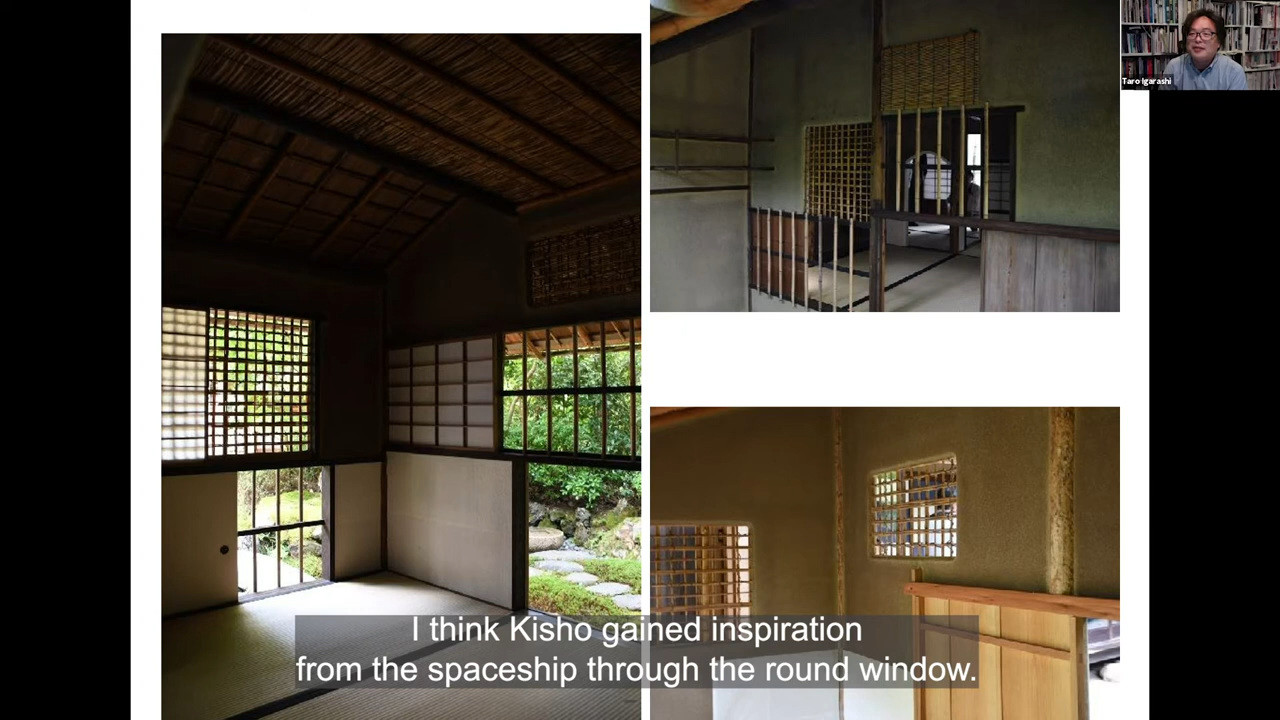 Taro Igarashi
I think Kisho gained inspiration
from the spaceship through the round window.